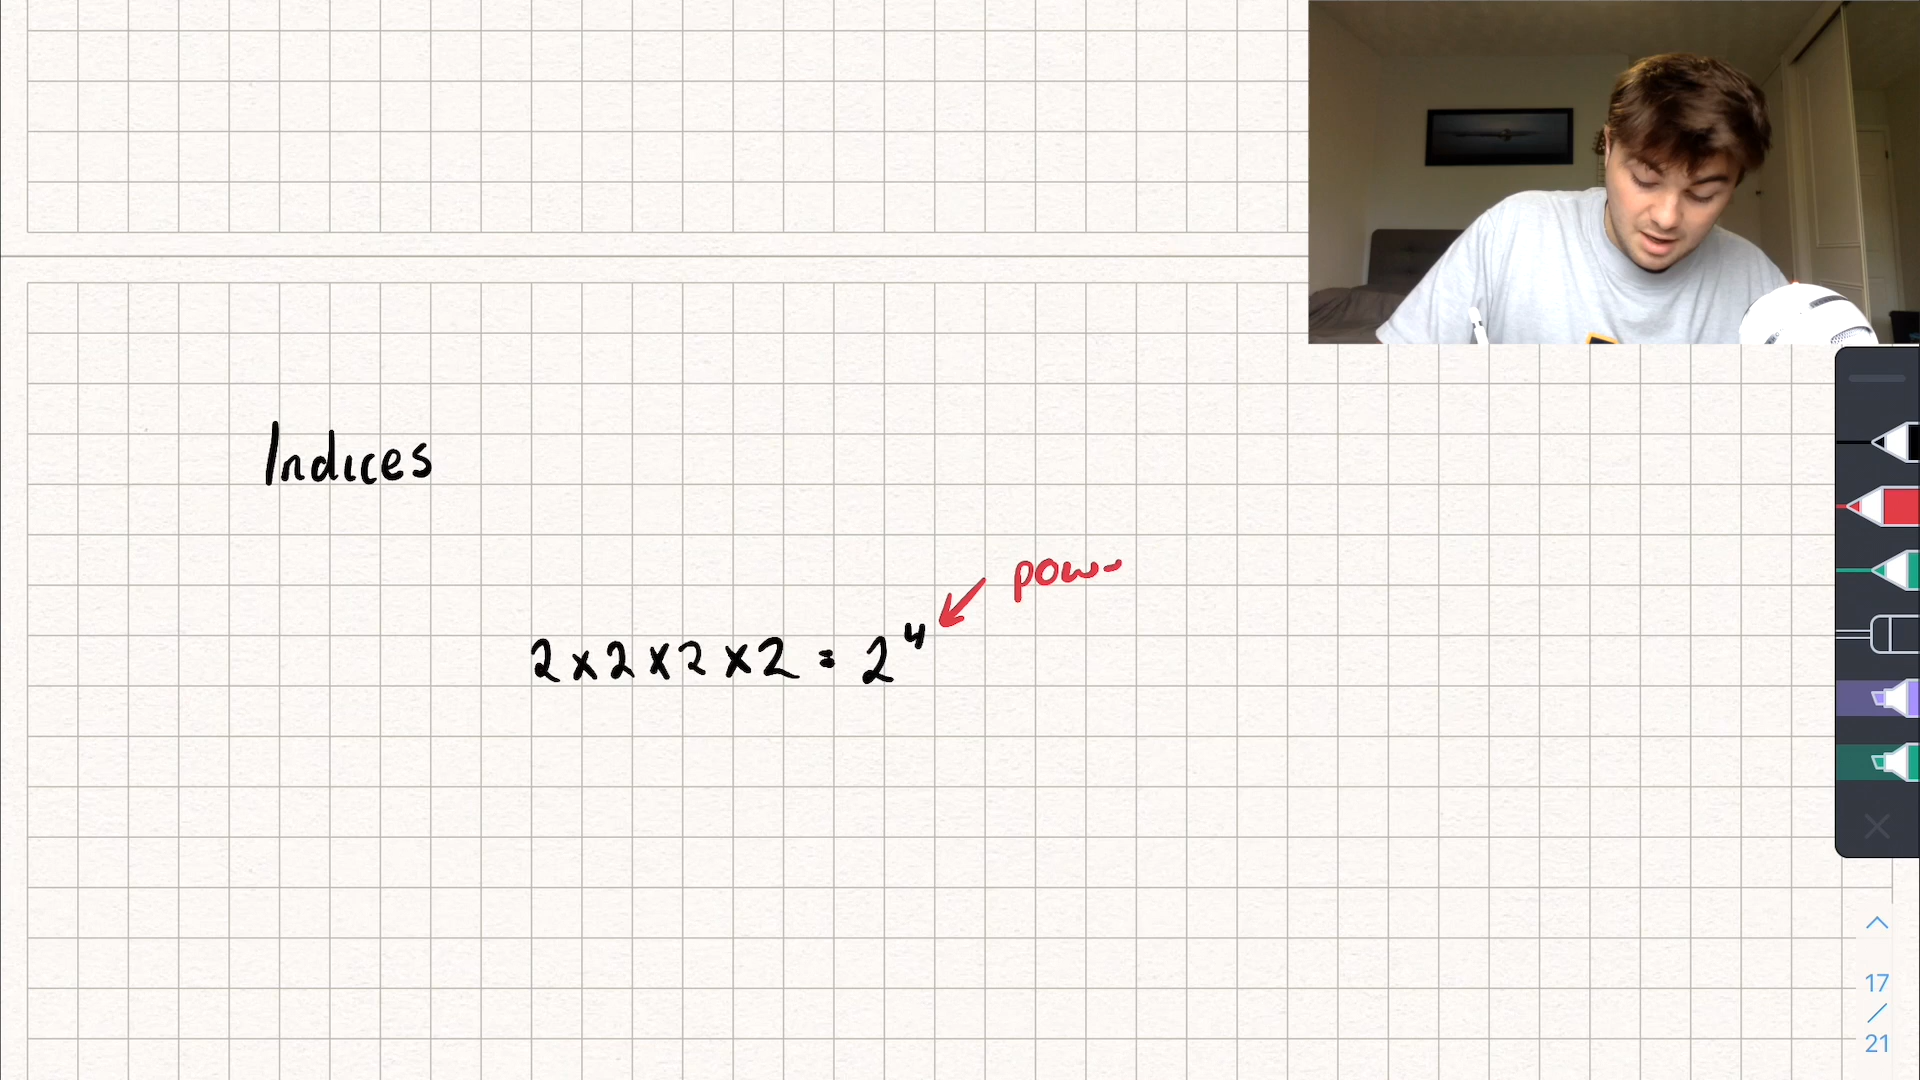 Indices
pow
2 x 2 x 2 x 2 = 2⁴
17
/
21